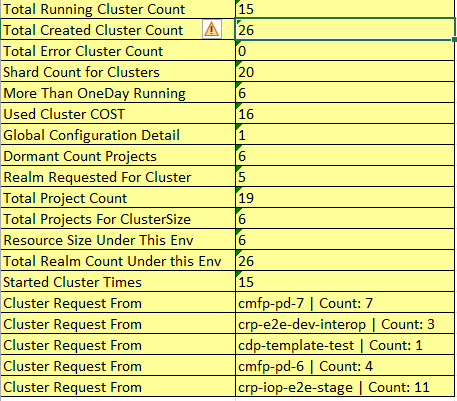 Total Running Cluster Count 15
Total Created Cluster Count 26
Total Error Cluster Count 0
Shard Count for Clusters 20
More Than OneDay Running 6
Used Cluster COST 16
Global Configuration Detail 1
Dormant Count Projects 6
Realm Requested For Cluster 5
Total Project Count 19
Total Projects For ClusterSize 6
Resource Size Under This Env 6
Total Realm Count Under this Env 26
Started Cluster Times 15
Cluster Request From cmfp-pd-7 | Count: 7
Cluster Request From crp-e2e-dev-interop | Count: 3
Cluster Request From cdp-template-test | Count: 1
Cluster Request From cmfp-pd-6 | Count: 4
Cluster Request From crp-iop-e2e-stage | Count: 11